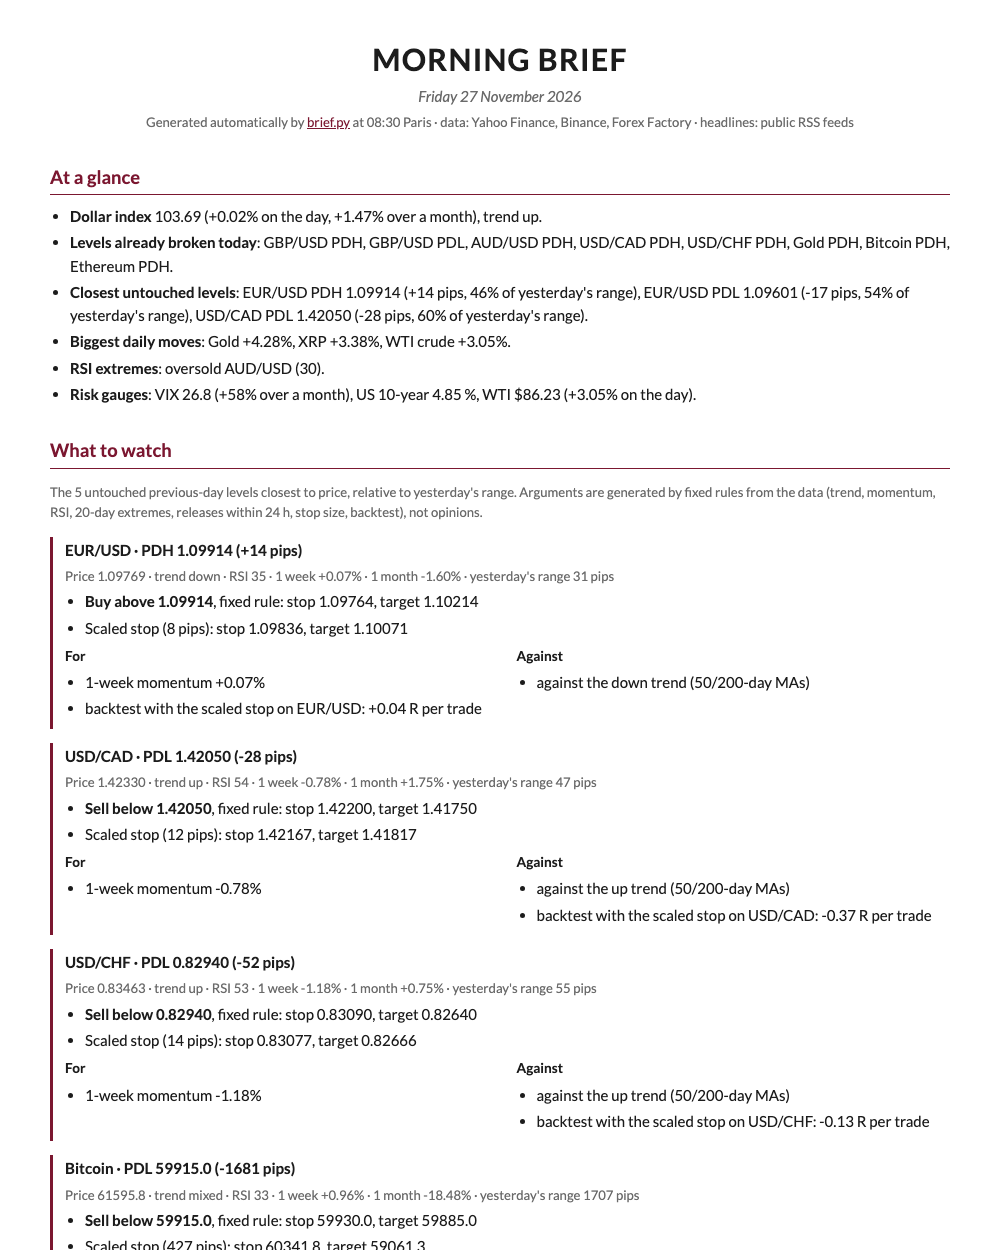 MORNING BRIEF
Friday 27 November 2026
Generated automatically by brief.py at 08:30 Paris · data: Yahoo Finance, Binance, Forex Factory · headlines: public RSS feeds
At a glance
• Dollar index 103.69 (+0.02% on the day, +1.47% over a month), trend up.
• Levels already broken today: GBP/USD PDH, GBP/USD PDL, AUD/USD PDH, USD/CAD PDH, USD/CHF PDH, Gold PDH, Bitcoin PDH,
Ethereum PDH.
• Closest untouched levels: EUR/USD PDH 1.09914 (+14 pips, 46% of yesterday's range), EUR/USD PDL 1.09601 (-17 pips, 54% of
yesterday's range), USD/CAD PDL 1.42050 (-28 pips, 60% of yesterday's range).
• Biggest daily moves: Gold +4.28%, XRP +3.38%, WTI crude +3.05%.
• RSI extremes: oversold AUD/USD (30).
• Risk gauges: VIX 26.8 (+58% over a month), US 10-year 4.85 %, WTI $86.23 (+3.05% on the day).
What to watch
The 5 untouched previous-day levels closest to price, relative to yesterday's range. Arguments are generated by fixed rules from the data (trend, momentum,
RSI, 20-day extremes, releases within 24 h, stop size, backtest), not opinions.
EUR/USD · PDH 1.09914 (+14 pips)
Price 1.09769 · trend down · RSI 35 · 1 week +0.07% · 1 month -1.60% · yesterday's range 31 pips
• Buy above 1.09914, fixed rule: stop 1.09764, target 1.10214
• Scaled stop (8 pips): stop 1.09836, target 1.10071
For
• 1-week momentum +0.07%
• backtest with the scaled stop on EUR/USD: +0.04 R per trade
Against
• against the down trend (50/200-day MAs)
USD/CAD · PDL 1.42050 (-28 pips)
Price 1.42330 · trend up · RSI 54 · 1 week -0.78% · 1 month +1.75% · yesterday's range 47 pips
• Sell below 1.42050, fixed rule: stop 1.42200, target 1.41750
• Scaled stop (12 pips): stop 1.42167, target 1.41817
For
• 1-week momentum -0.78%
Against
• against the up trend (50/200-day MAs)
• backtest with the scaled stop on USD/CAD: -0.37 R per trade
USD/CHF · PDL 0.82940 (-52 pips)
Price 0.83463 · trend up · RSI 53 · 1 week -1.18% · 1 month +0.75% · yesterday's range 55 pips
• Sell below 0.82940, fixed rule: stop 0.83090, target 0.82640
• Scaled stop (14 pips): stop 0.83077, target 0.82666
For
• 1-week momentum -1.18%
Against
• against the up trend (50/200-day MAs)
• backtest with the scaled stop on USD/CHF: -0.13 R per trade
Bitcoin · PDL 59915.0 (-1681 pips)
Price 61595.8 · trend mixed · RSI 33 · 1 week +0.96% · 1 month -18.48% · yesterday's range 1707 pips
• Sell below 59915.0, fixed rule: stop 59930.0, target 59885.0
• Scaled stop (427 pips): stop 60341.8, target 59061.3